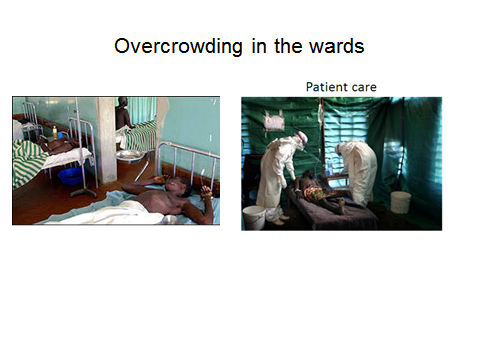 Overcrowding in the wards
Patient care